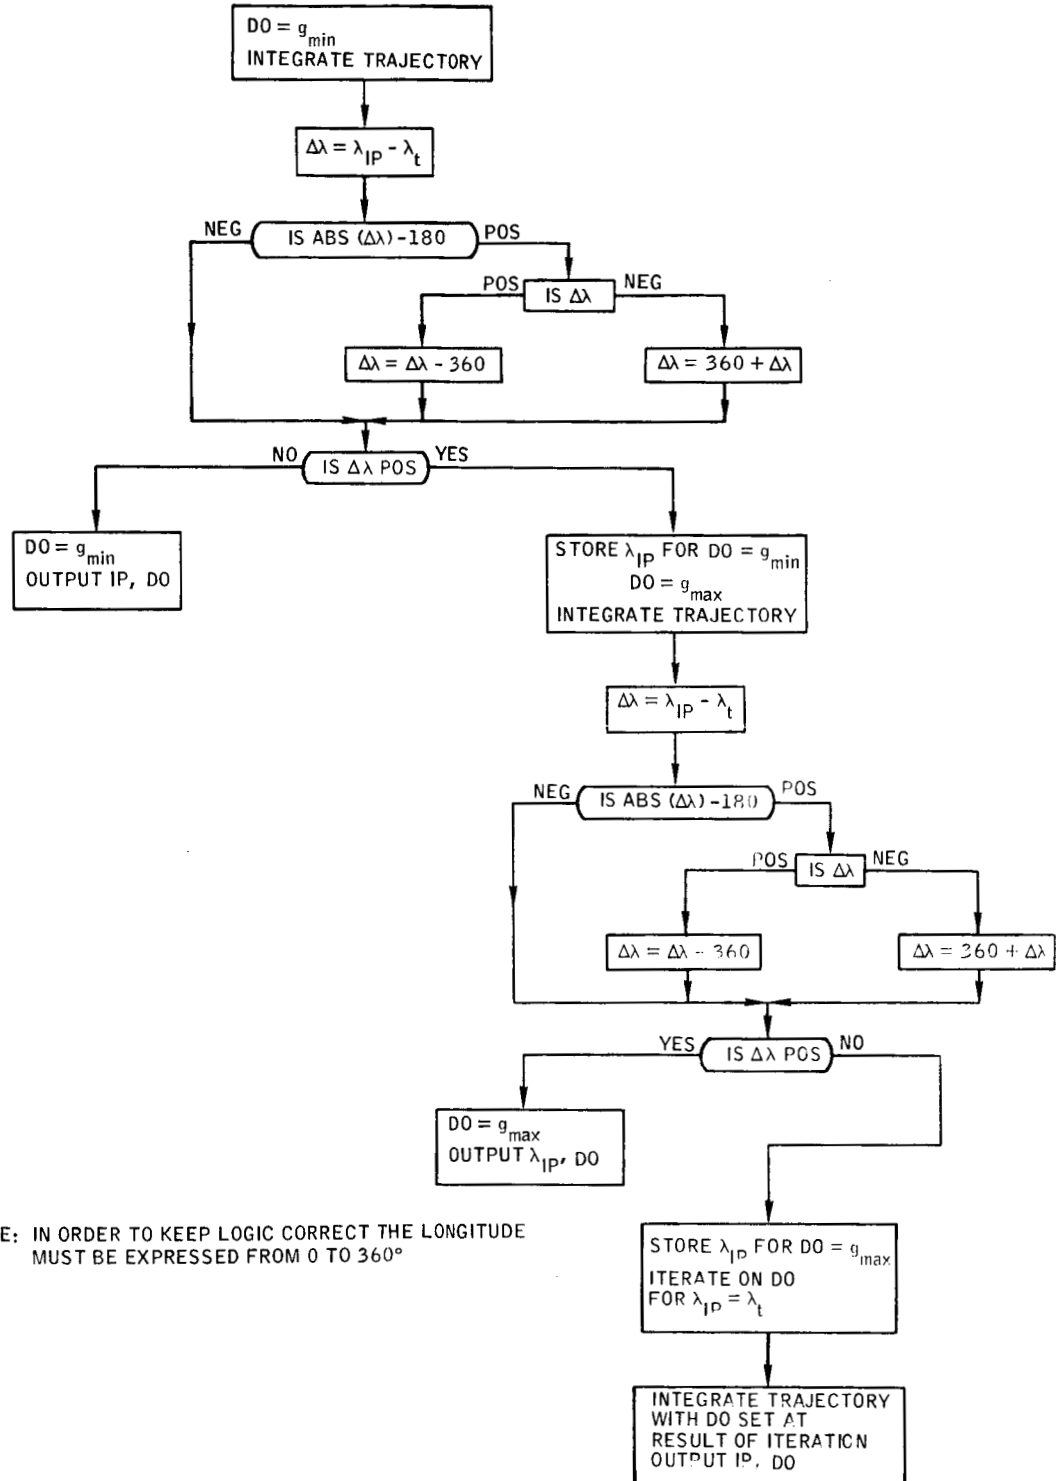 DO = g_min
INTEGRATE TRAJECTORY
Δλ = λ_IP - λ_t
NEG
IS ABS (Δλ) -180
POS
POS
IS Δλ
NEG
Δλ = Δλ - 360
Δλ = 360 + Δλ
NO
IS Δλ POS
YES
DO = g_min
OUTPUT IP, DO
STORE λ_IP FOR DO = g_min
DO = g_max
INTEGRATE TRAJECTORY
Δλ = λ_IP - λ_t
NEG
IS ABS (Δλ) -180
POS
POS
IS Δλ
NEG
Δλ = Δλ - 360
Δλ = 360 + Δλ
YES
IS Δλ POS
NO
DO = g_max
OUTPUT λ_IP, DO
E: IN ORDER TO KEEP LOGIC CORRECT THE LONGITUDE
MUST BE EXPRESSED FROM 0 TO 360°
STORE λ_IP FOR DO = g_max
ITERATE ON DO
FOR λ_IP = λ_t
INTEGRATE TRAJECTORY
WITH DO SET AT
RESULT OF ITERATION
OUTPUT IP, DO